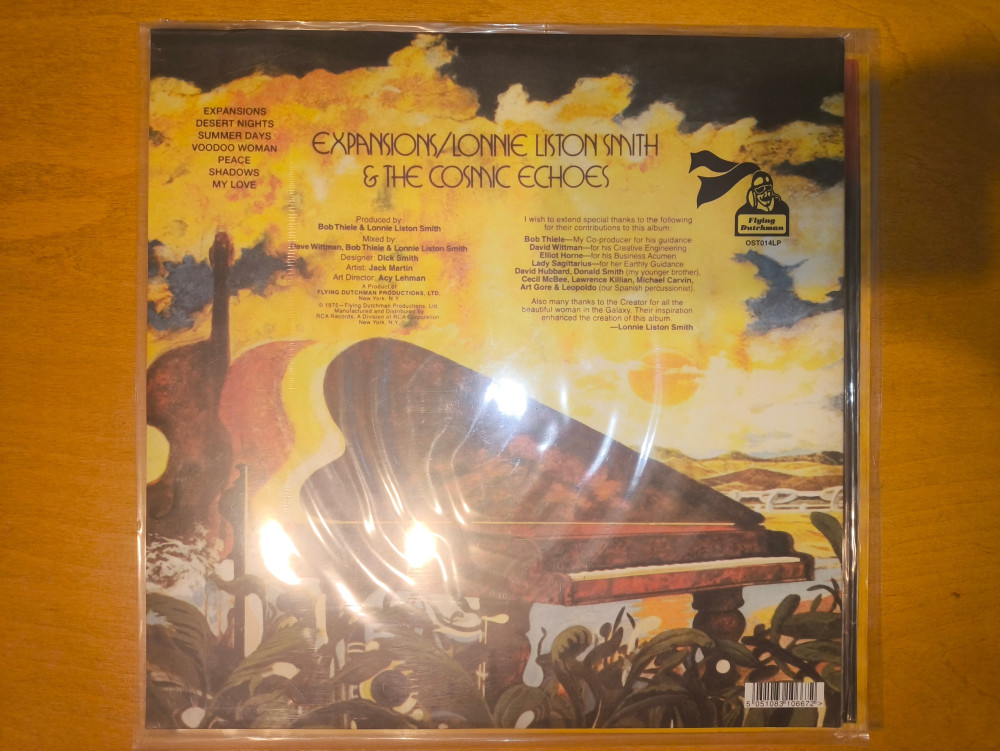 EXPANSIONS
DESERT NIGHTS
SUMMER DAYS
VOODOO WOMAN
PEACE
SHADOWS
MY LOVE
EXPANSIONS/LONNIE LISTON SMITH
& THE COSMIC ECHOES
Produced by:
Bob Thiele & Lonnie Liston Smith
Mixed by:
Dave Wittman, Bob Thiele & Lonnie Liston Smith
Designer: Dick Smith
Artist: Jack Martin
Art Director: Acy Lehman
A Product of
FLYING DUTCHMAN PRODUCTIONS, LTD.
New York, N.Y.
© 1975—Flying Dutchman Productions, Ltd.
Manufactured and Distributed by
RCA Records, A Division of RCA Corporation
New York, N.Y.
I wish to extend special thanks to the following
for their contributions to this album:
Bob Thiele—My Co-producer for his guidance
David Wittman—for his Creative Engineering
Elliot Horne—for his Business Acumen
Lady Sagittarius—for her Earthly Guidance
David Hubbard, Donald Smith (my younger brother),
Cecil McBee, Lawrence Killian, Michael Carvin,
Art Gore & Leopoldo (our Spanish percussionist).
Also many thanks to the Creator for all the
beautiful woman in the Galaxy. Their inspiration
enhanced the creation of this album.
—Lonnie Liston Smith
Flying
Dutchman
OST014LP
5 051083 106672 >